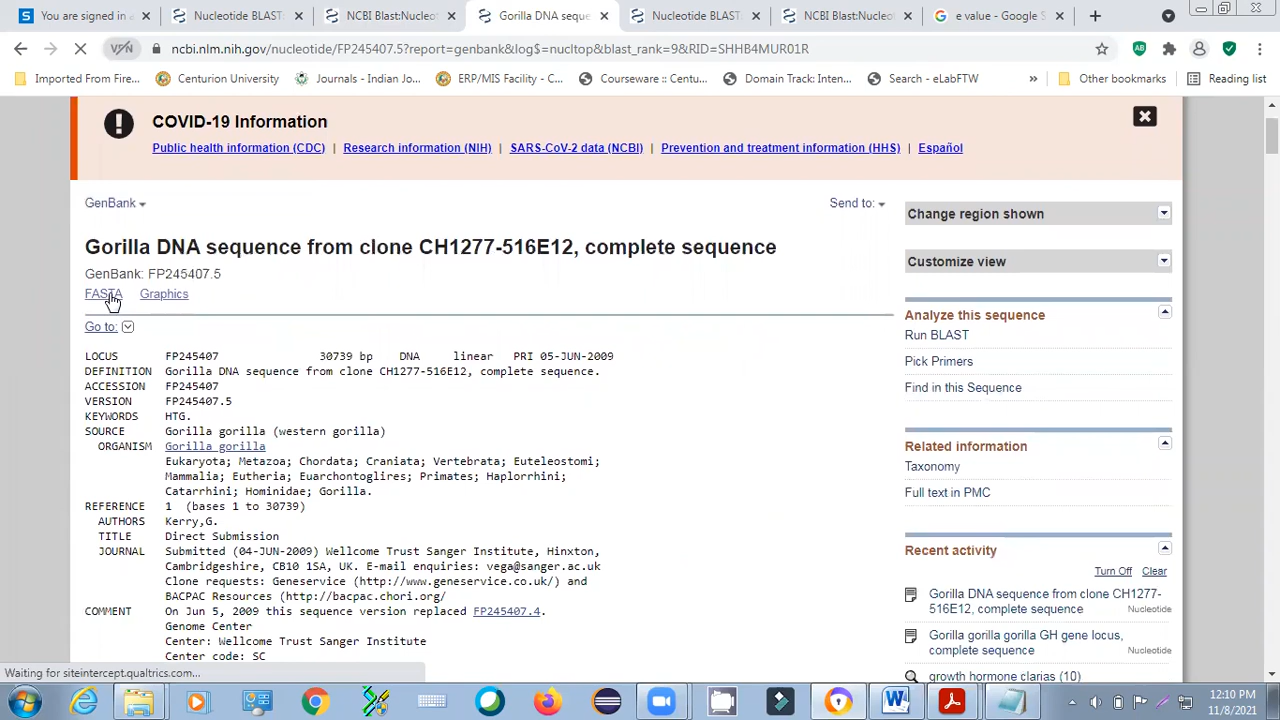 You are signed in a
Nucleotide BLAST:
NCBI Blast:Nucleo
Gorilla DNA seque
Nucleotide BLAST
NCBI Blast:Nucleo
e value - Google S
VPN
ncbi.nlm.nih.gov/nucleotide/FP245407.5?report=genbank&log$=nucltop&blast_rank=9&RID=SHHB4MUR01R
Imported From Fire...
Centurion University
Journals - Indian Jo...
ERP/MIS Facility - C...
Courseware :: Centu...
Domain Track: Inten...
Search - eLabFTW
»
Other bookmarks
Reading list
COVID-19 Information
Public health information (CDC) | Research information (NIH) | SARS-CoV-2 data (NCBI) | Prevention and treatment information (HHS) | Español
GenBank
Send to:
Gorilla DNA sequence from clone CH1277-516E12, complete sequence
GenBank: FP245407.5
FASTA Graphics
Go to:
LOCUS FP245407 30739 bp DNA linear PRI 05-JUN-2009
DEFINITION Gorilla DNA sequence from clone CH1277-516E12, complete sequence.
ACCESSION FP245407
VERSION FP245407.5
KEYWORDS HTG.
SOURCE Gorilla gorilla (western gorilla)
ORGANISM Gorilla gorilla
Eukaryota; Metazoa; Chordata; Craniata; Vertebrata; Euteleostomi;
Mammalia; Eutheria; Euarchontoglires; Primates; Haplorrhini;
Catarrhini; Hominidae; Gorilla.
REFERENCE 1 (bases 1 to 30739)
AUTHORS Kerry,G.
TITLE Direct Submission
JOURNAL Submitted (04-JUN-2009) Wellcome Trust Sanger Institute, Hinxton,
Cambridgeshire, CB10 1SA, UK. E-mail enquiries: vega@sanger.ac.uk
Clone requests: Geneservice (http://www.geneservice.co.uk/) and
BACPAC Resources (http://bacpac.chori.org/
COMMENT On Jun 5, 2009 this sequence version replaced FP245407.4.
Genome Center
Center: Wellcome Trust Sanger Institute
Center code: SC
Change region shown
Customize view
Analyze this sequence
Run BLAST
Pick Primers
Find in this Sequence
Related information
Taxonomy
Full text in PMC
Recent activity
Turn Off Clear
Gorilla DNA sequence from clone CH1277-
516E12, complete sequence
Nucleotide
Gorilla gorilla gorilla GH gene locus,
complete sequence
Nucleotide
growth hormone clarias (10)
Waiting for siteintercept.qualtrics.com...
12:10 PM
11/8/2021